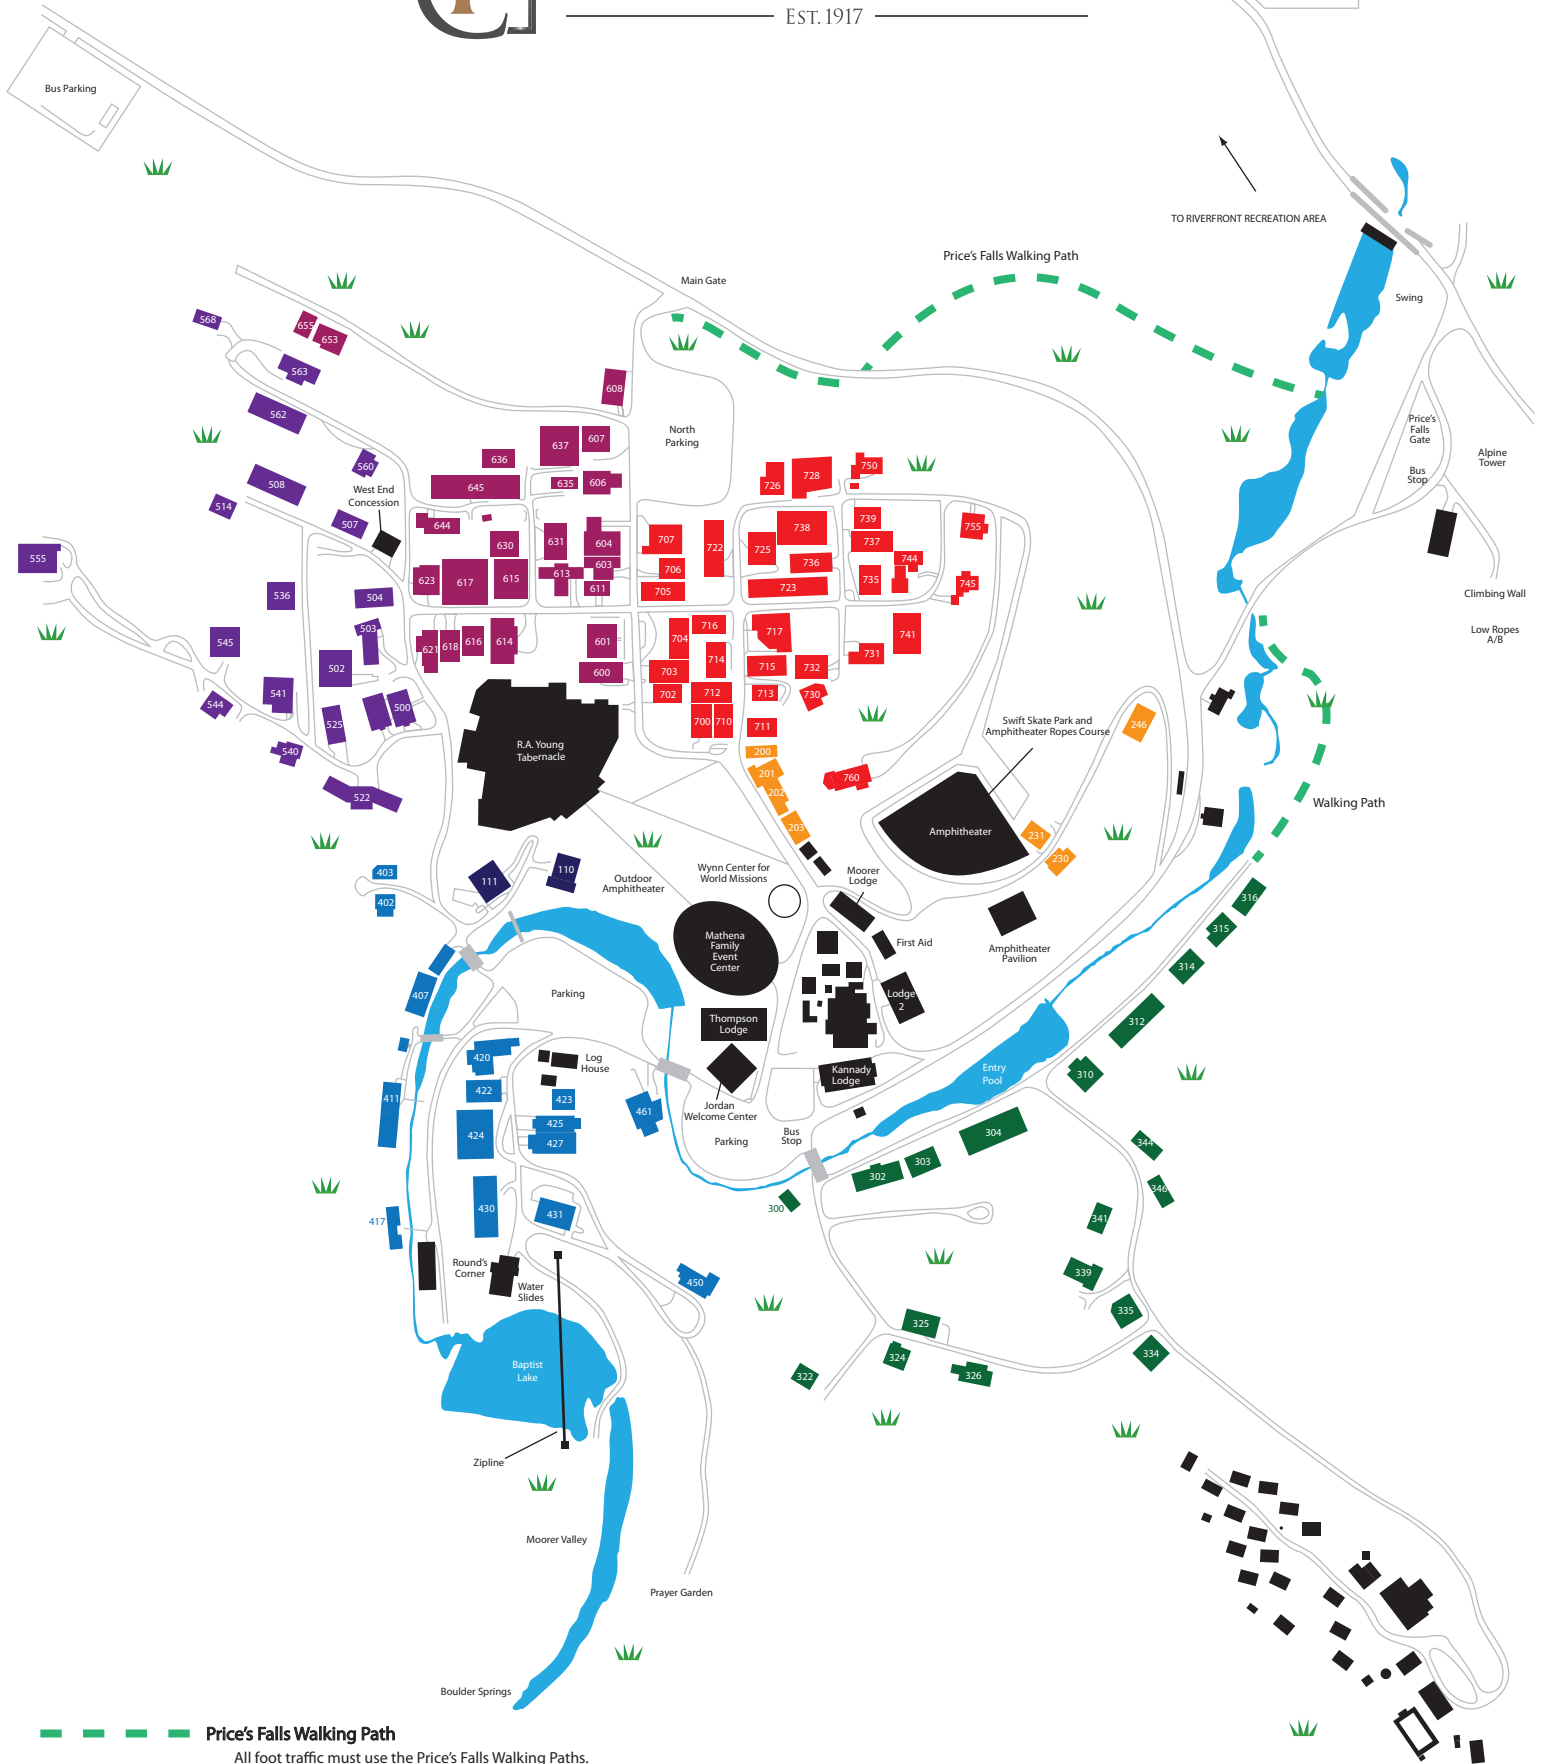 EST. 1917
Bus Parking
TO RIVERFRONT RECREATION AREA
Price's Falls Walking Path
Main Gate
Swing
568
655
653
563
608
562
North
Parking
Price's
Falls
Gate
Bus
Stop
Alpine
Tower
637
607
636
560
508
West End
Concession
645
635
606
726
728
750
514
507
644
630
631
604
707
722
725
738
739
737
755
555
603
706
736
744
623
617
615
613
611
705
723
735
745
536
504
Climbing Wall
545
503
621
618
616
614
601
704
716
717
741
Low Ropes
A/B
502
600
703
714
715
732
731
541
544
500
702
712
713
730
525
700
710
711
246
Swift Skate Park and
Amphitheater Ropes Course
540
R.A. Young
Tabernacle
200
201
760
522
202
203
Walking Path
Amphitheater
231
230
403
402
111
110
Outdoor
Amphitheater
Wynn Center for
World Missions
Moorer
Lodge
316
315
First Aid
Amphitheater
Pavilion
Mathena
Family
Event
Center
314
407
Parking
Lodge
2
Thompson
Lodge
312
420
Log
House
Kannady
Lodge
Entry
Pool
310
422
423
411
461
Jordan
Welcome Center
424
425
427
Parking
Bus
Stop
304
344
303
302
346
300
430
431
417
341
Round's
Corner
Water
Slides
450
339
335
325
Baptist
Lake
324
334
322
326
Zipline
Moorer Valley
Prayer Garden
Boulder Springs
Price's Falls Walking Path
All foot traffic must use the Price's Falls Walking Paths.